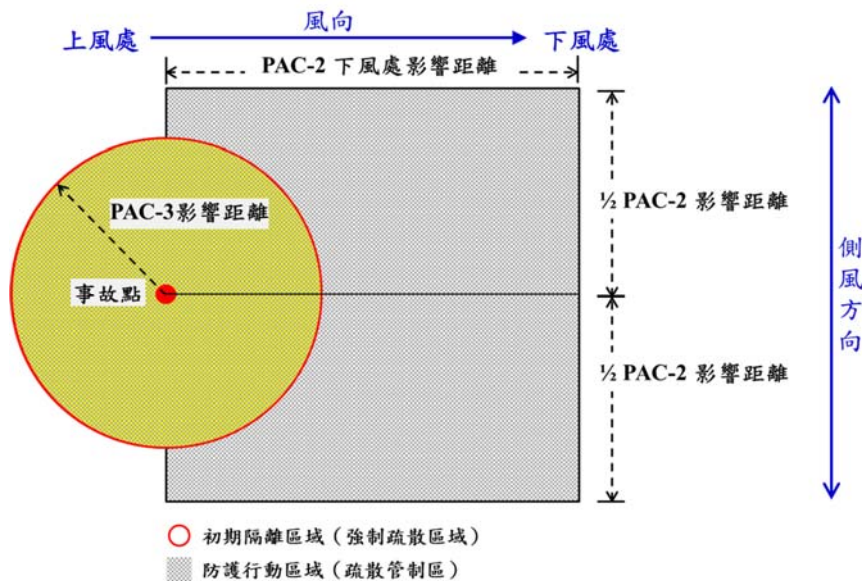 風向
上風處
下風處
PAC-2 下風處影響距離
½ PAC-2 影響距離
PAC-3影響距離
事故點
側風方向
½ PAC-2 影響距離
初期隔離區域（強制疏散區域）
防護行動區域（疏散管制區）